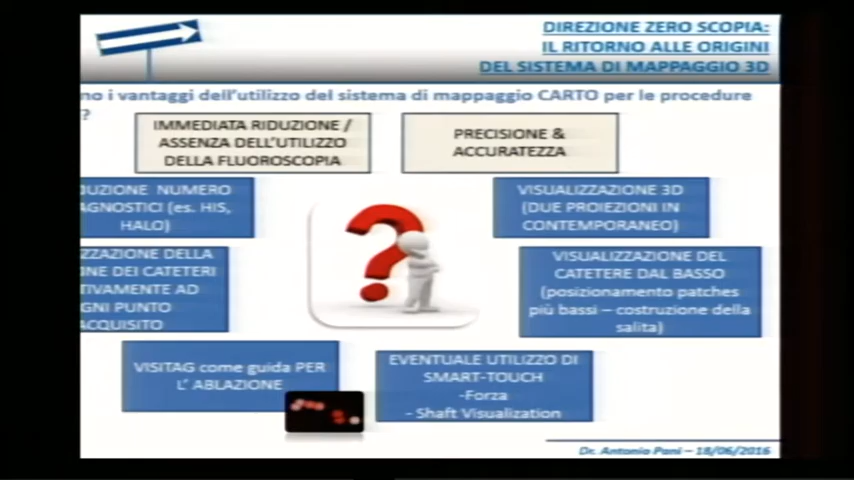 DIREZIONE ZERO SCOPIA:
IL RITORNO ALLE ORIGINI
DEL SISTEMA DI MAPPAGGIO 3D
no i vantaggi dell'utilizzo del sistema di mappaggio CARTO per le procedure
?
IMMEDIATA RIDUZIONE /
ASSENZA DELL'UTILIZZO
DELLA FLUOROSCOPIA
PRECISIONE &
ACCURATEZZA
DUZIONE NUMERO
AGNOSTICI (es. HIS,
HALO)
VISUALIZZAZIONE 3D
(DUE PROIEZIONI IN
CONTEMPORANEO)
ZZAZIONE DELLA
ONE DEI CATETERI
TIVAMENTE AD
GNI PUNTO
ACQUISITO
VISUALIZZAZIONE DEL
CATETERE DAL BASSO
(posizionamento patches
più bassi – costruzione della
salita)
VISITAG come guida PER
L' ABLAZIONE
EVENTUALE UTILIZZO DI
SMART-TOUCH
-Forza
- Shaft Visualization
Dr. Antonio Pani – 18/06/2016